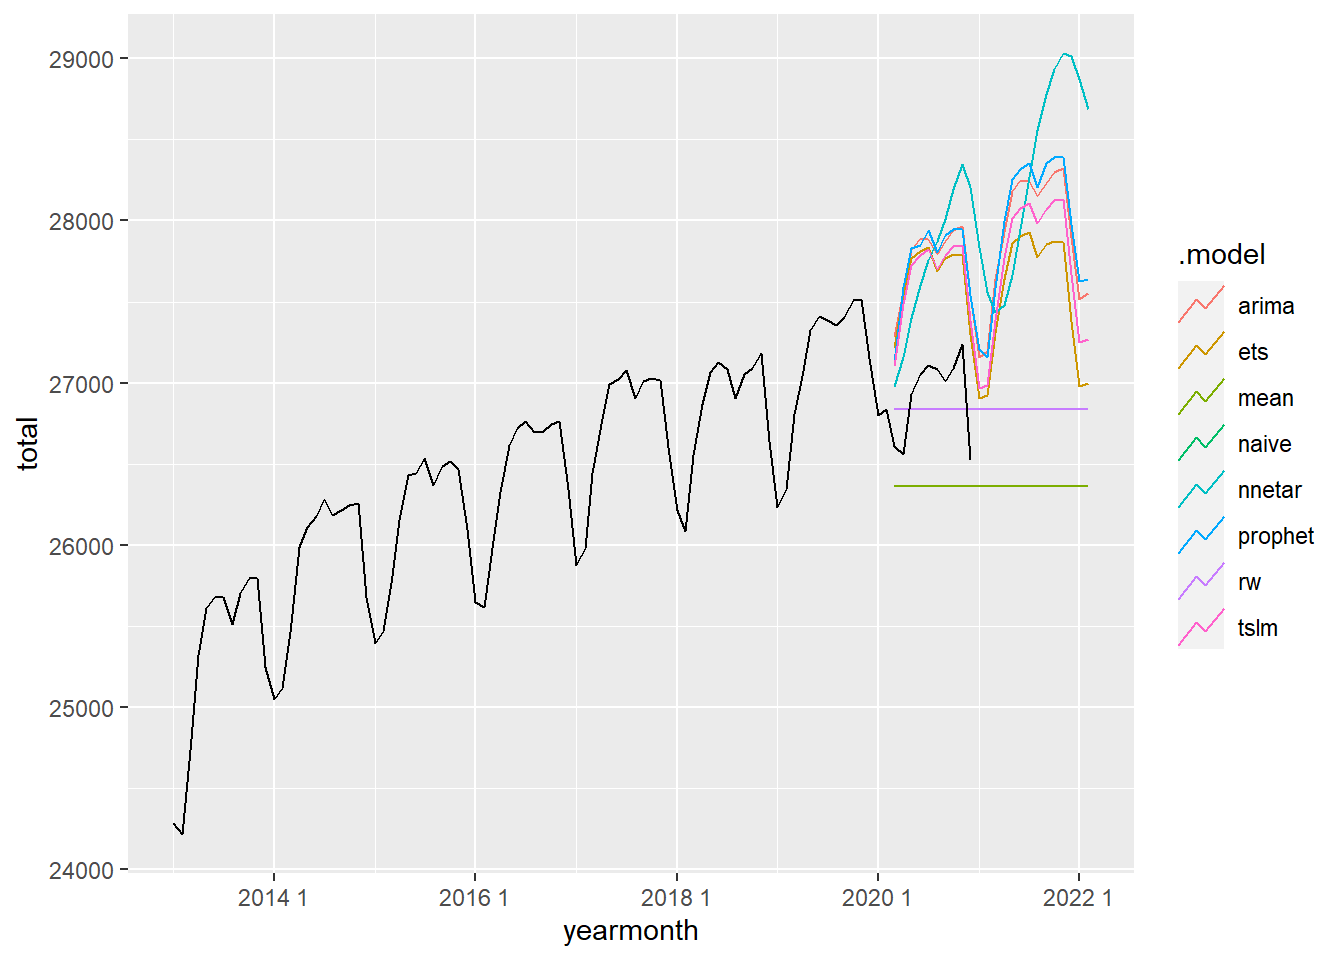 29000
28000
27000
26000
25000
24000
total
2014 1
2016 1
2018 1
2020 1
2022 1
yearmonth
.model
arima
ets
mean
naive
nnetar
prophet
rw
tslm